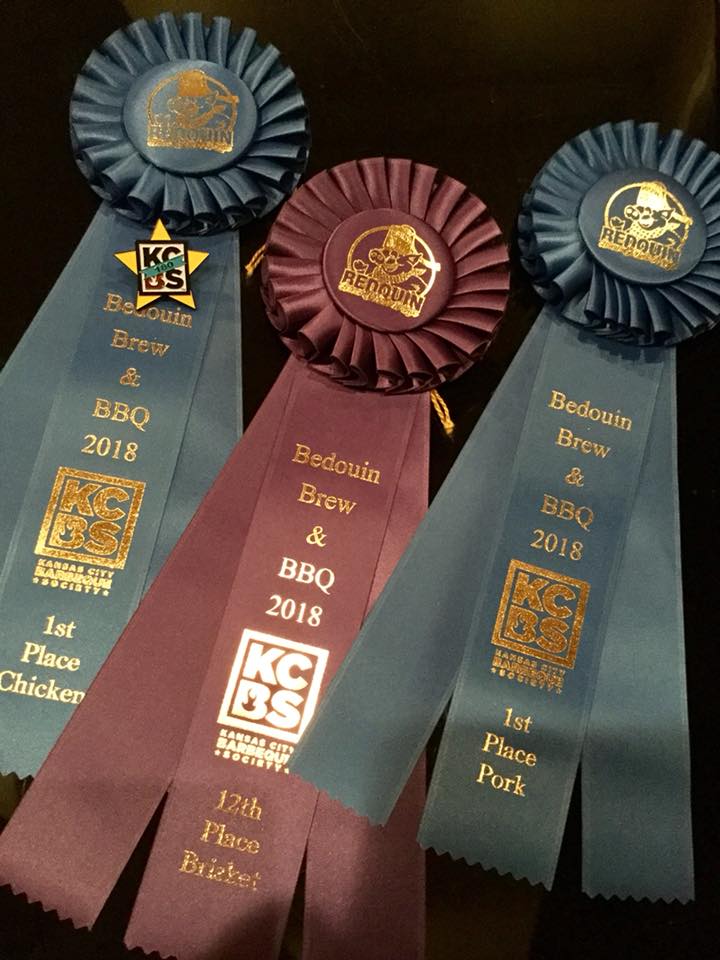 BEDOUIN
KC
180
BS
Bedouin
Brew
&
BBQ
2018
KC
BS
KANSAS CITY
BARBEQUE
SOCIETY
1st
Place
Chicken
BEDOUIN
Bedouin
Brew
&
BBQ
2018
KC
BS
KANSAS CITY
BARBEQUE
SOCIETY
12th
Place
Brisket
BEDOUIN
Bedouin
Brew
&
BBQ
2018
KC
BS
KANSAS CITY
BARBEQUE
SOCIETY
1st
Place
Pork